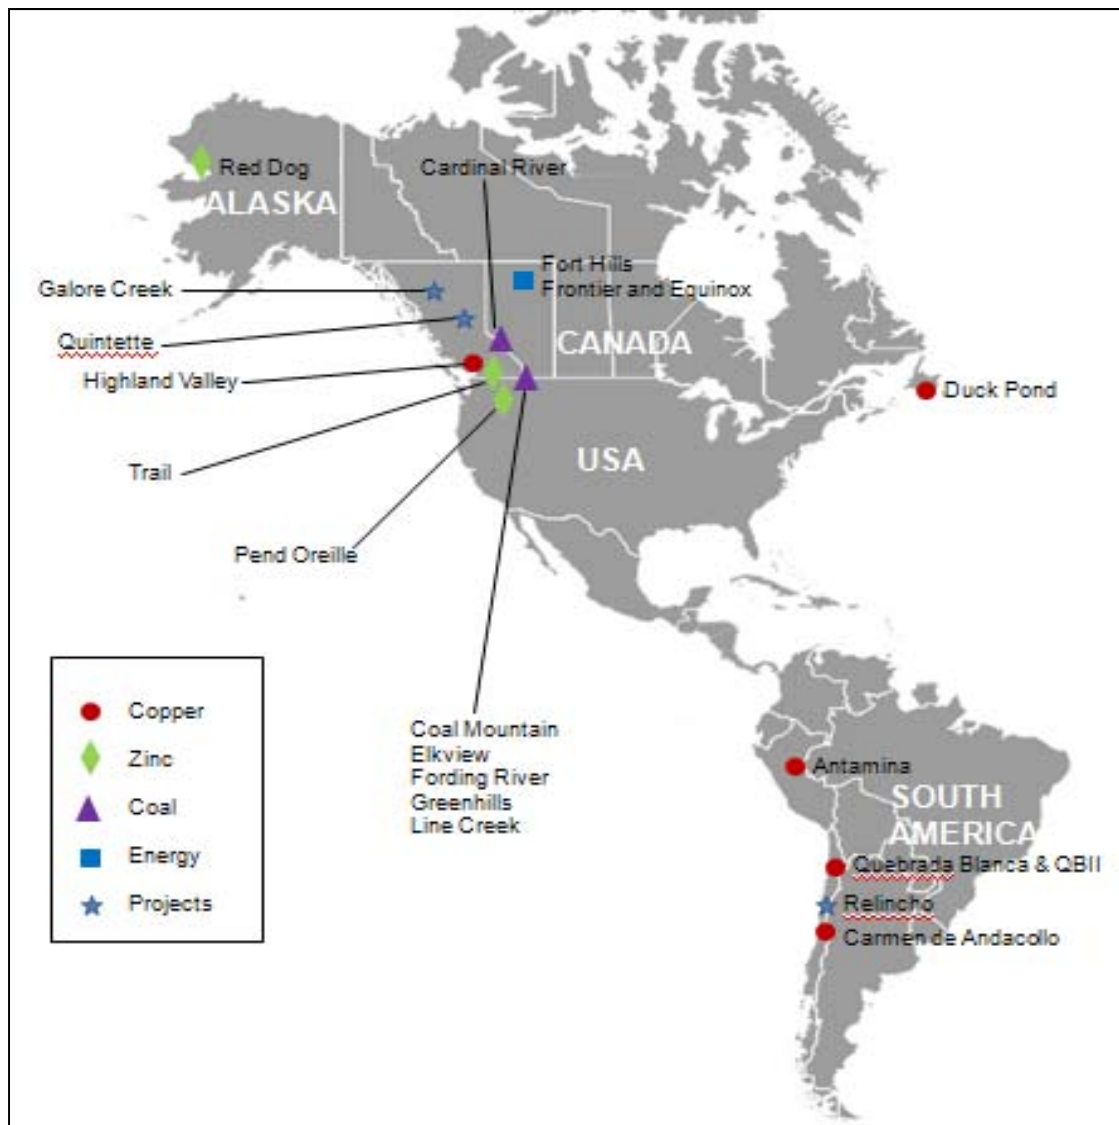 Red Dog
ALASKA
Cardinal River
Fort Hills
Frontier and Equinox
Galore Creek
Quintette
CANADA
Highland Valley
Duck Pond
USA
Trail
Pend Oreille
Copper
Zinc
Coal
Energy
Projects
Coal Mountain
Elkview
Fording River
Greenhills
Line Creek
Antamina
SOUTH
AMERICA
Quebrada Blanca & QBII
Relincho
Carmen de Andacollo